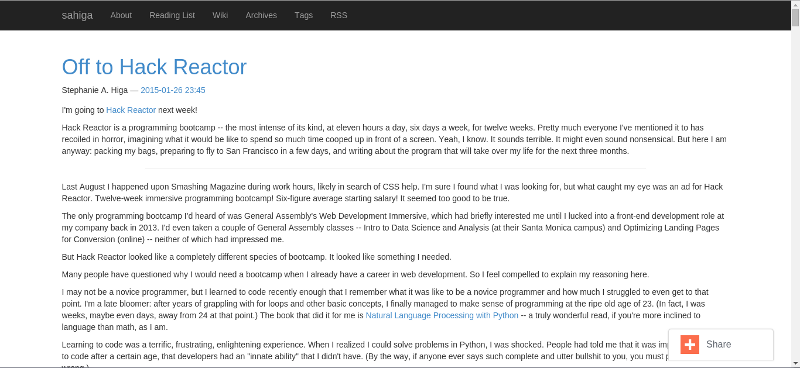 sahiga About Reading List Wiki Archives Tags RSS
Off to Hack Reactor
Stephanie A. Higa — 2015-01-26 23:45
I'm going to Hack Reactor next week!
Hack Reactor is a programming bootcamp -- the most intense of its kind, at eleven hours a day, six days a week, for twelve weeks. Pretty much everyone I've mentioned it to has
recoiled in horror, imagining what it would be like to spend so much time cooped up in front of a screen. Yeah, I know. It sounds terrible. It might even sound nonsensical. But here I am
anyway: packing my bags, preparing to fly to San Francisco in a few days, and writing about the program that will take over my life for the next three months.
Last August I happened upon Smashing Magazine during work hours, likely in search of CSS help. I'm sure I found what I was looking for, but what caught my eye was an ad for Hack
Reactor. Twelve-week immersive programming bootcamp! Six-figure average starting salary! It seemed too good to be true.
The only programming bootcamp I'd heard of was General Assembly's Web Development Immersive, which had briefly interested me until I lucked into a front-end development role at
my company back in 2013. I'd even taken a couple of General Assembly classes -- Intro to Data Science and Analysis (at their Santa Monica campus) and Optimizing Landing Pages
for Conversion (online) -- neither of which had impressed me.
But Hack Reactor looked like a completely different species of bootcamp. It looked like something I needed.
Many people have questioned why I would need a bootcamp when I already have a career in web development. So I feel compelled to explain my reasoning here.
I may not be a novice programmer, but I learned to code recently enough that I remember what it was like to be a novice programmer and how much I struggled to even get to that
point. I'm a late bloomer: after years of grappling with for loops and other basic concepts, I finally managed to make sense of programming at the ripe old age of 23. (In fact, I was
weeks, maybe even days, away from 24 at that point.) The book that did it for me is Natural Language Processing with Python -- a truly wonderful read, if you're more inclined to
language than math, as I am.
Learning to code was a terrific, frustrating, enlightening experience. When I realized I could solve problems in Python, I was shocked. People had told me that it was
to code after a certain age, that developers had an "innate ability" that I didn't have. (By the way, if anyone ever says such complete and utter bullshit to you, you must
Share